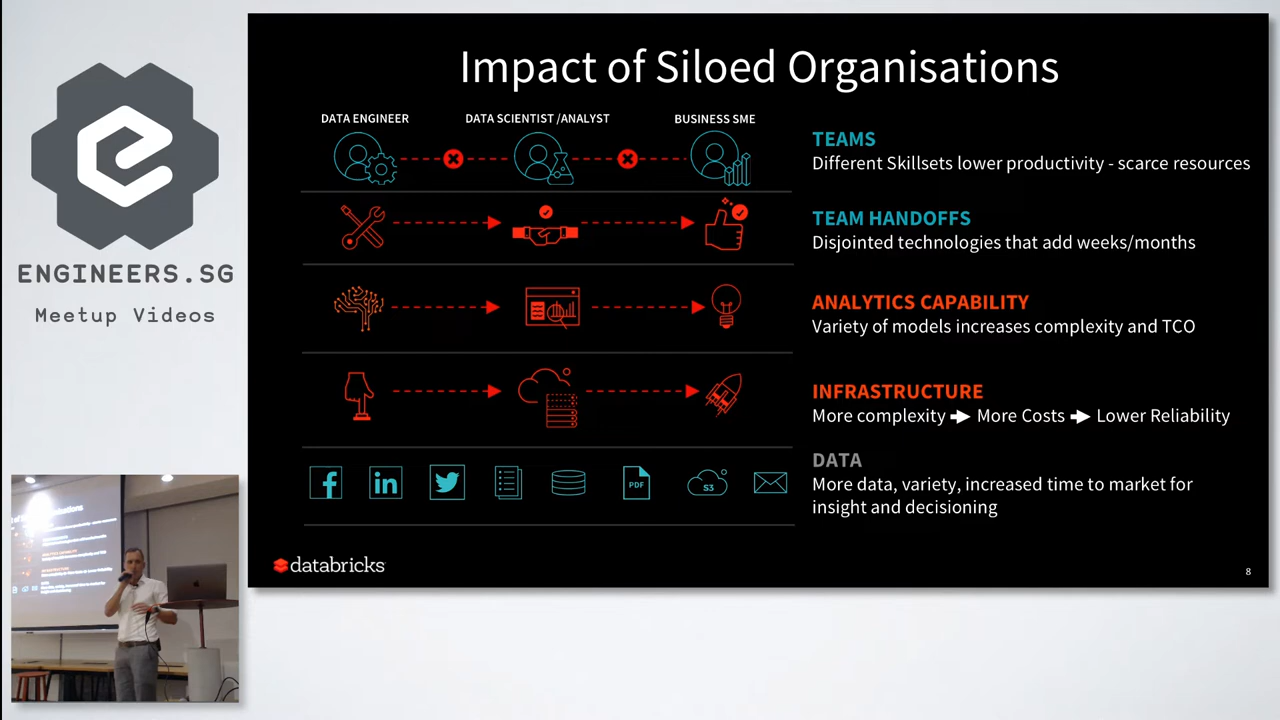 Impact of Siloed Organisations
DATA ENGINEER
DATA SCIENTIST /ANALYST
BUSINESS SME
TEAMS
Different Skillsets lower productivity - scarce resources
TEAM HANDOFFS
Disjointed technologies that add weeks/months
ANALYTICS CAPABILITY
Variety of models increases complexity and TCO
INFRASTRUCTURE
More complexity More Costs Lower Reliability
PDF
S3
DATA
More data, variety, increased time to market for
insight and decisioning
databricks
8
ENGINEERS.SG
Meetup Videos